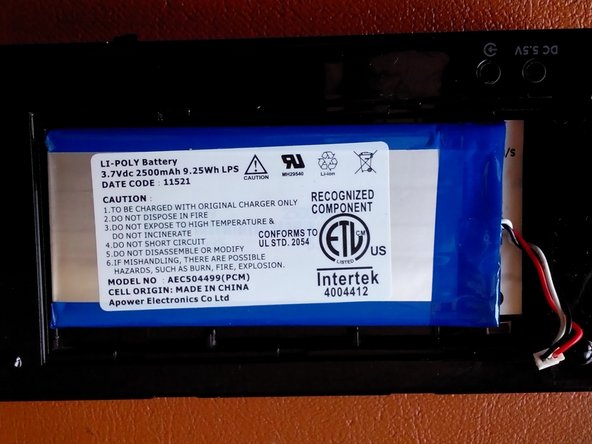 DC 5.5V
V/S
LI-POLY Battery
3.7Vdc 2500mAh 9.25Wh LPS
DATE CODE : 11521
CAUTION
MH29540
Li-ion
CAUTION :
1.TO BE CHARGED WITH ORIGINAL CHARGER ONLY
2.DO NOT DISPOSE IN FIRE
3.DO NOT EXPOSE TO HIGH TEMPERATURE &
DO NOT INCINERATE
4.DO NOT SHORT CIRCUIT
5.DO NOT DISASSEMBLE OR MODIFY
6.IF MISHANDLING, THERE ARE POSSIBLE
HAZARDS, SUCH AS BURN, FIRE, EXPLOSION.
MODEL NO : AEC504499(PCM)
CELL ORIGIN: MADE IN CHINA
Apower Electronics Co Ltd
CONFORMS TO
UL STD. 2054
RECOGNIZED
COMPONENT
ETL CM
LISTED
US
Intertek
4004412